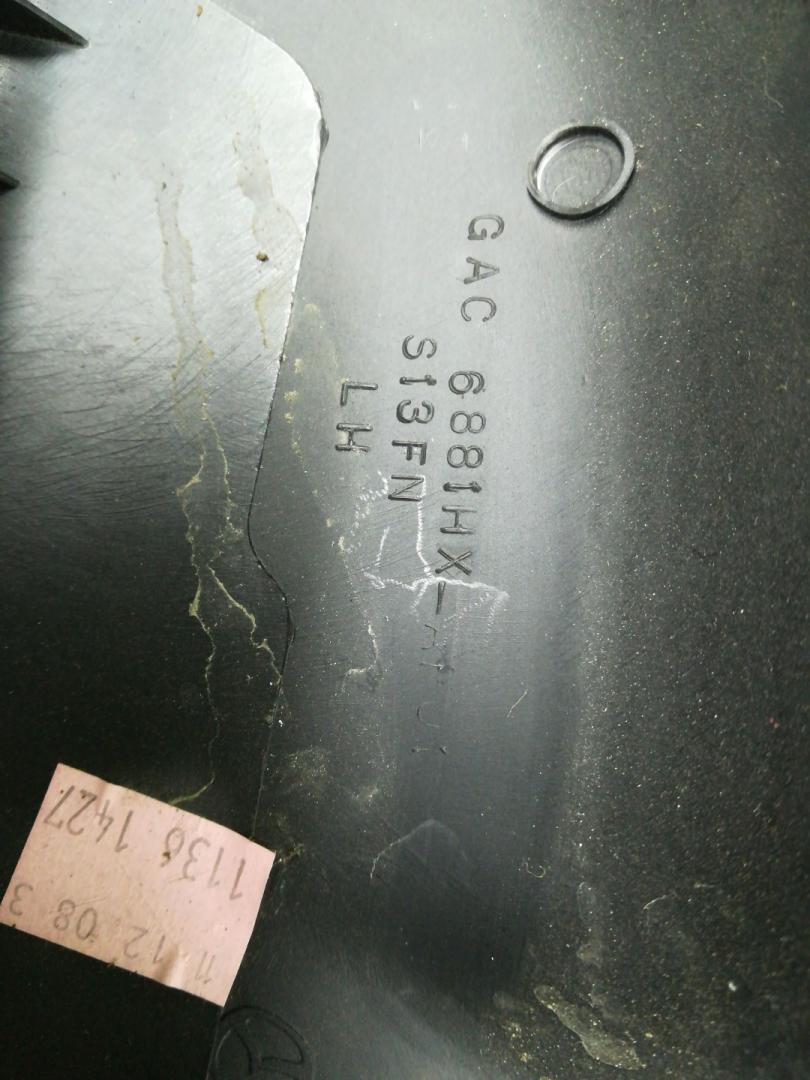 GAC 6881HX-
S13FN
LH
11 12 08 3
1136 1427